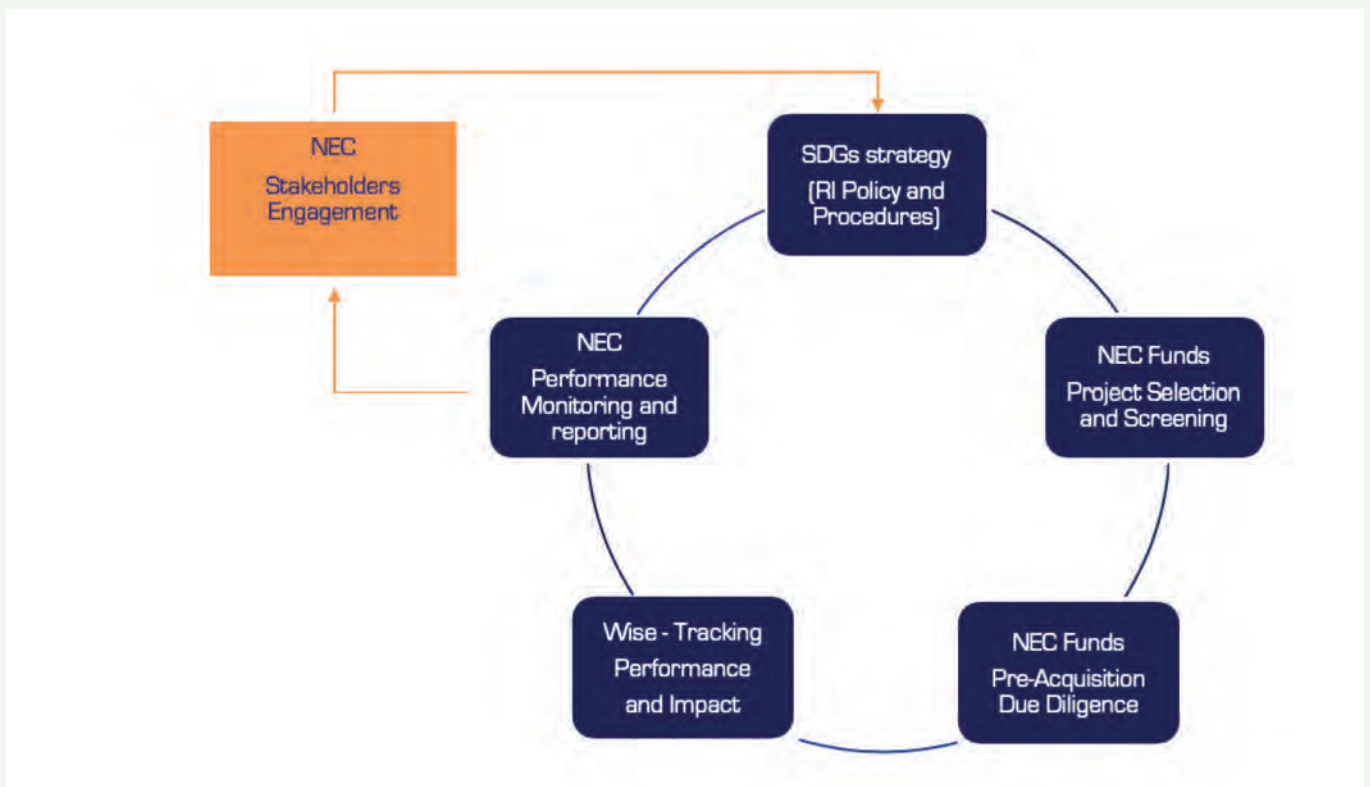 NEC
Stakeholders
Engagement
SDGs strategy
(RI Policy and
Procedures)
NEC
Performance
Monitoring and
reporting
NEC Funds
Project Selection
and Screening
Wise - Tracking
Performance
and Impact
NEC Funds
Pre-Acquisition
Due Diligence